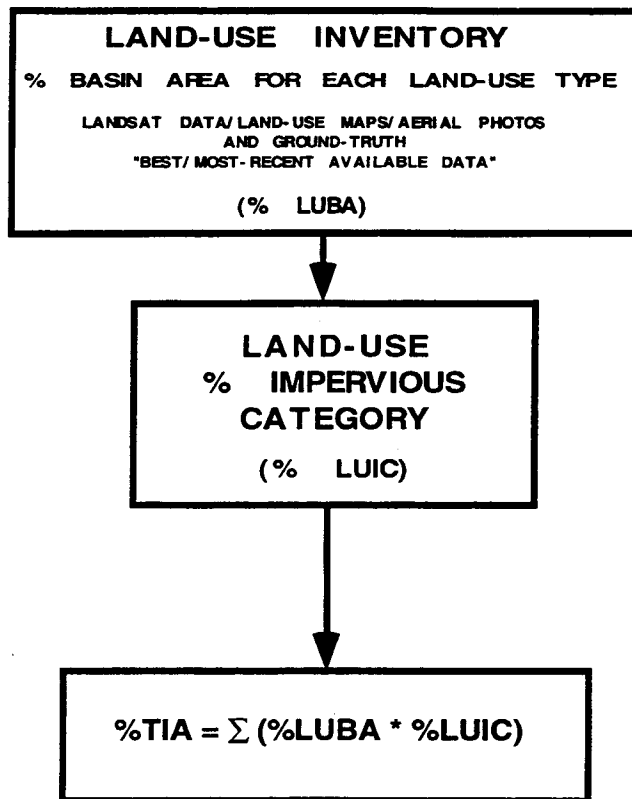 LAND-USE INVENTORY
% BASIN AREA FOR EACH LAND-USE TYPE
LANDSAT DATA/LAND-USE MAPS/AERIAL PHOTOS
AND GROUND-TRUTH
"BEST/MOST-RECENT AVAILABLE DATA"
(% LUBA)
LAND-USE
% IMPERVIOUS
CATEGORY
(% LUIC)
%TIA = Σ (%LUBA * %LUIC)